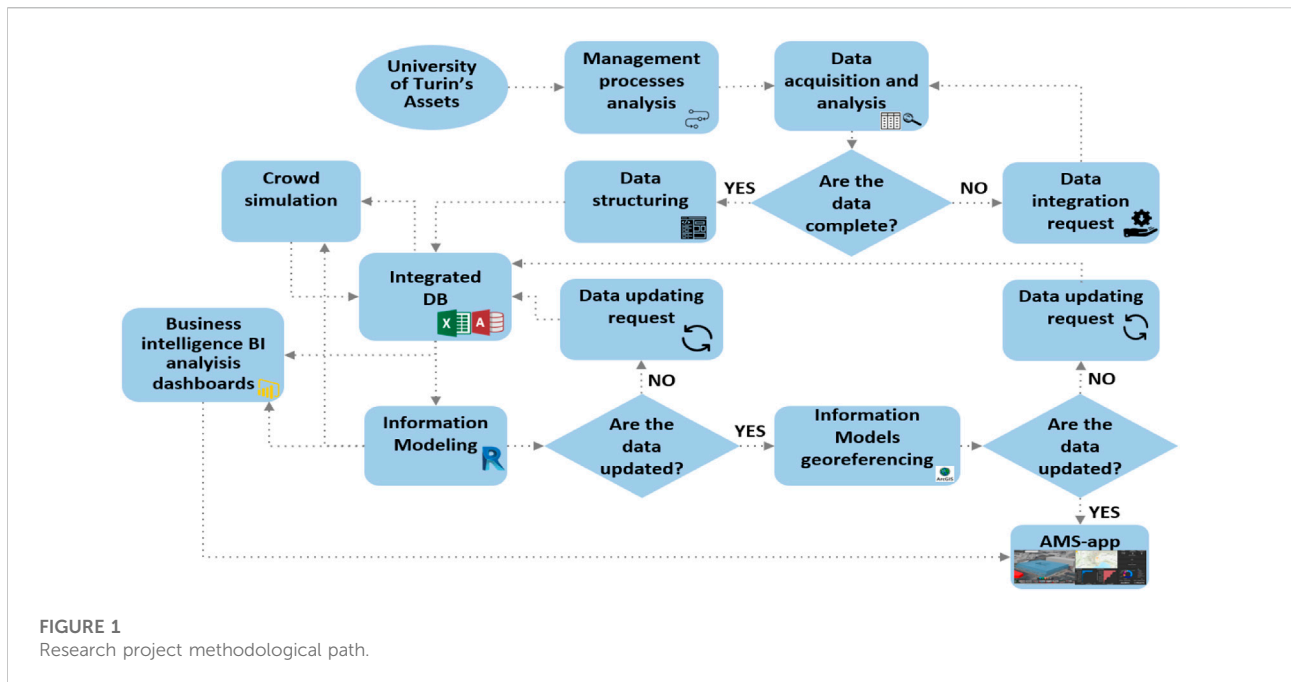 University
of Turin's
Assets
Management
processes
analysis
Data
acquisition and
analysis
Crowd
simulation
Data
structuring
YES
Are the
data
complete?
NO
Data
integration
request
Integrated
DB
X
A
Data updating
request
Data updating
request
Business
intelligence BI
analyisis
dashboards
NO
NO
Information
Modeling
R
Are the
data
updated?
YES
Information
Models
georeferencing
ArcGIS
Are the
data
updated?
YES
AMS-app
FIGURE 1
Research project methodological path.